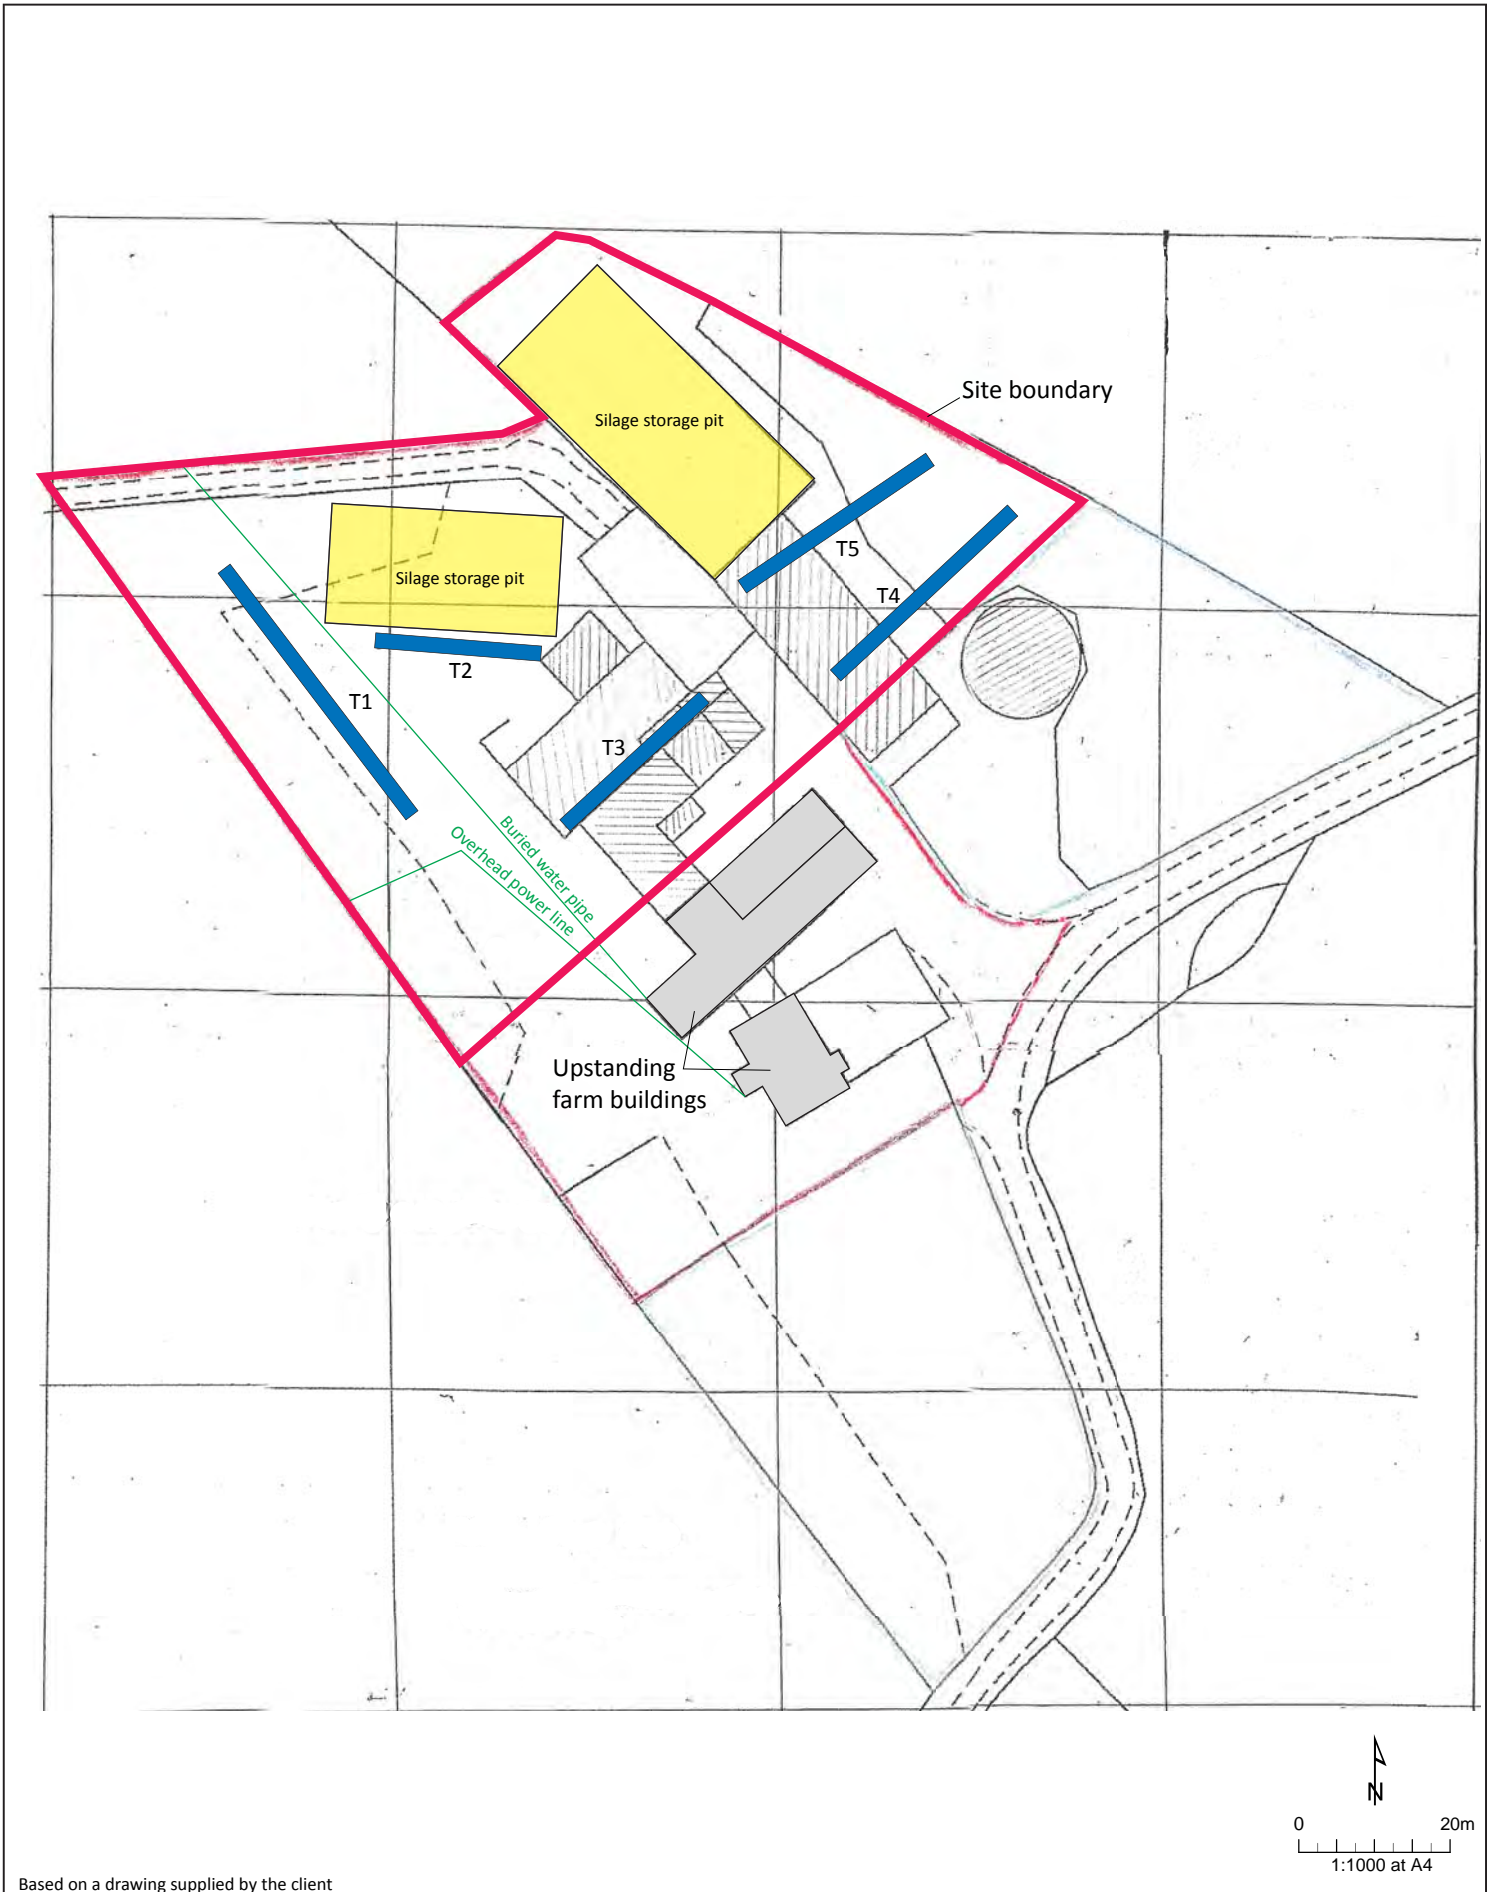 Site boundary
Silage storage pit
T5
Silage storage pit
T4
T2
T1
T3
Buried water pipe
Overhead power line
Upstanding
farm buildings
N
0 20m
1:1000 at A4
Based on a drawing supplied by the client